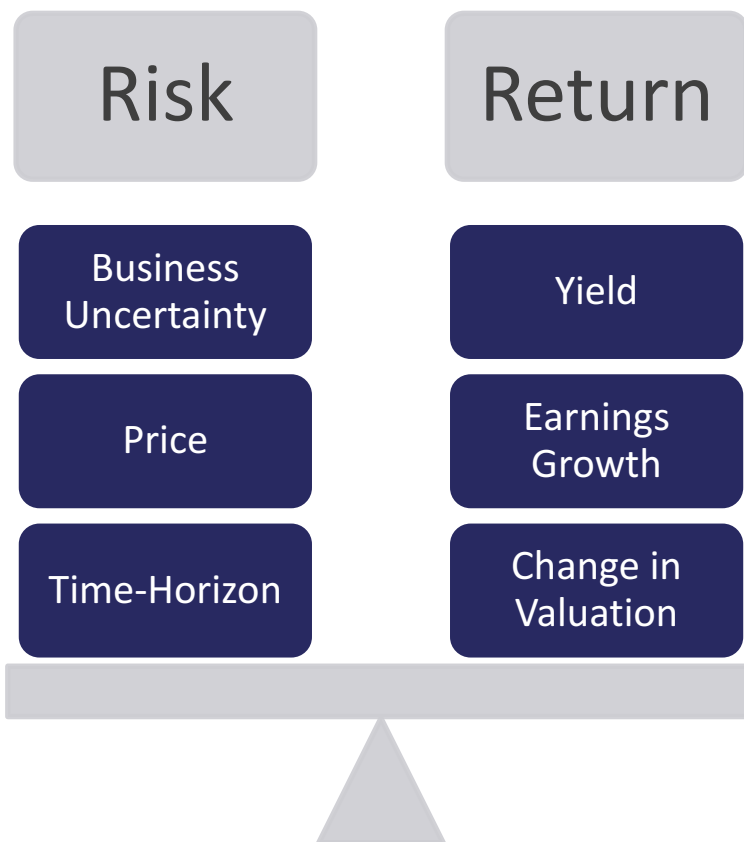 Risk
Return
Business
Uncertainty
Yield
Price
Earnings
Growth
Time-Horizon
Change in
Valuation